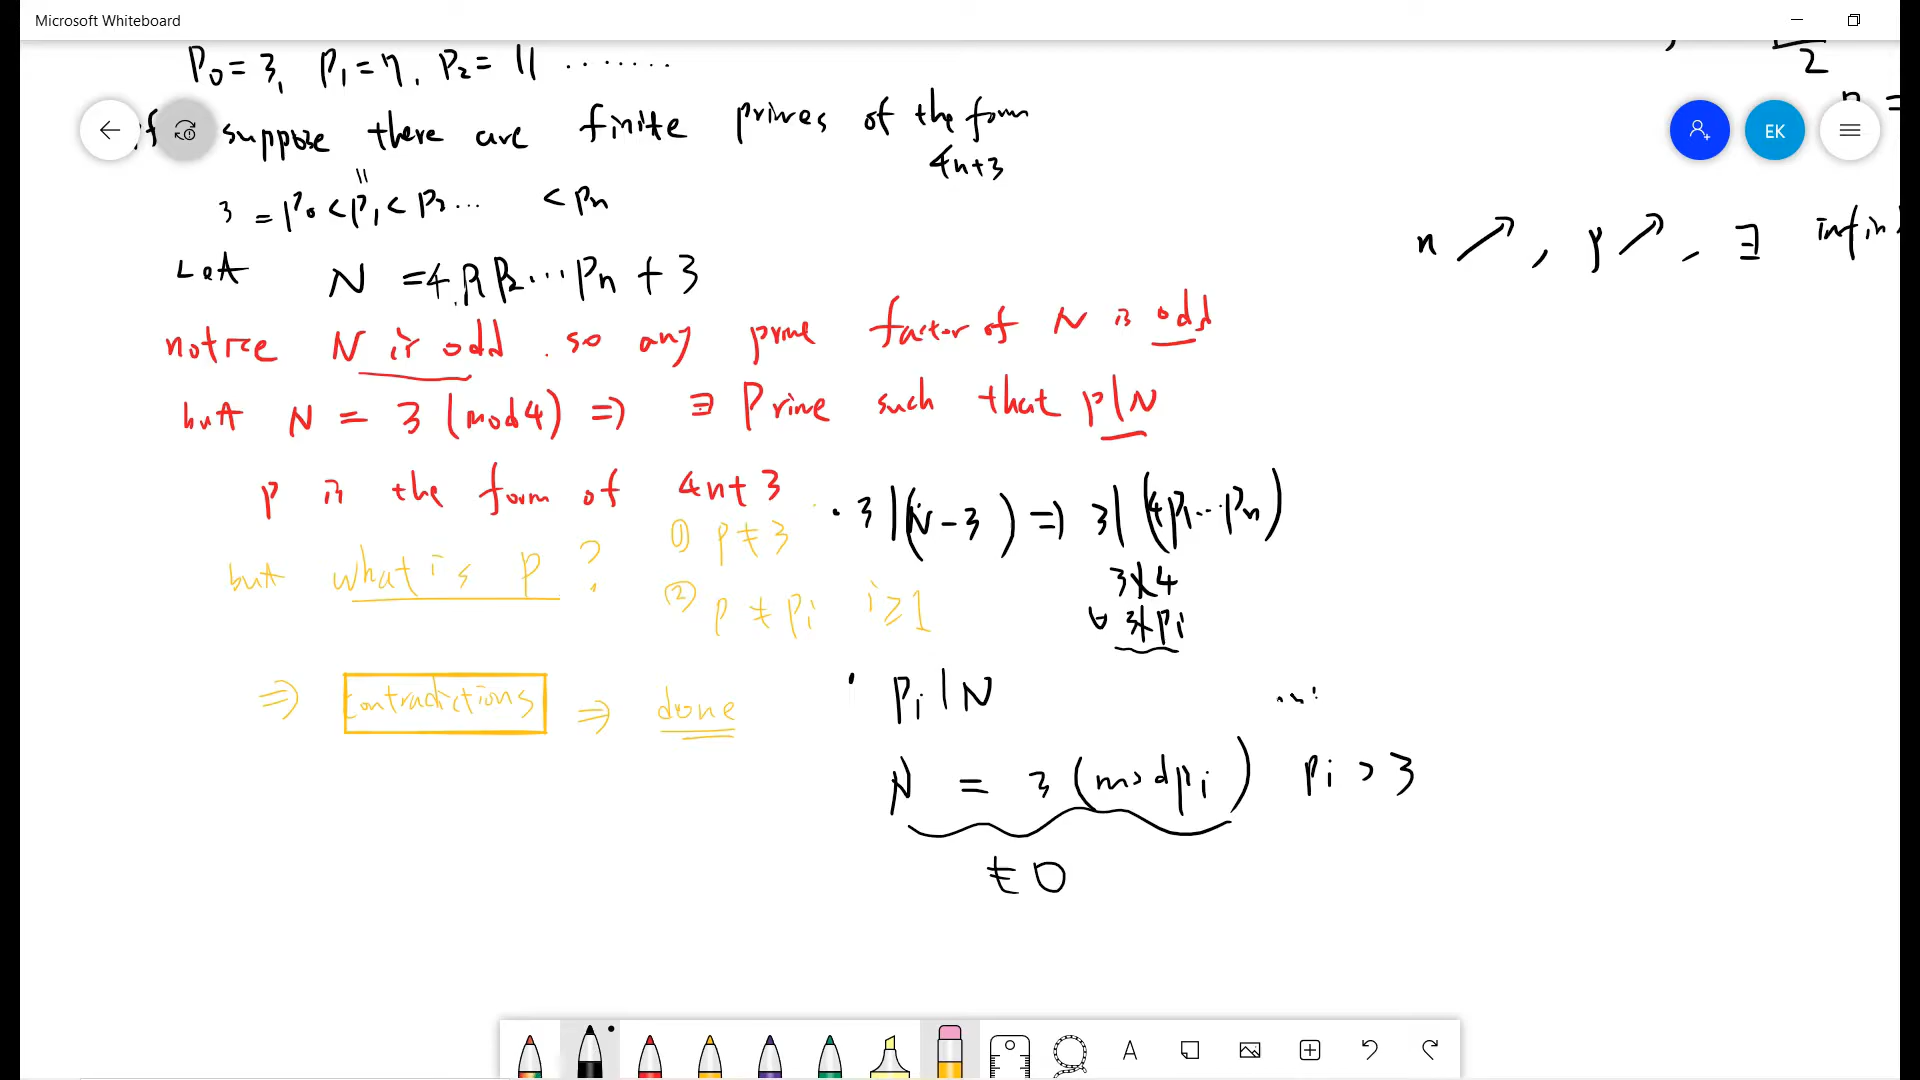 Microsoft Whiteboard
P₀ = 3, P₁ = 7, P₂ = 11 .......
2
n =
f suppose there are finite primes of the form
4n+3
EK
3 = P₀ < P₁ < P₂ ... < Pn
n ↗, y ↗, ∃ infin
Let N = 4 P₁ P₂ ... Pn + 3
notice N is odd. so any prime factor of N is odd
but N = 3 (mod 4) ⇒ ∃ Prime such that p|N
p is the form of 4n+3
• 3|(N-3) ⇒ 3|(4p₁...pn)
but what is p ?
① p ≠ 3
② p ≠ pi i ≥ 1
3∤4
∀ 3∤pi
⇒ contradictions ⇒ done
• Pi | N
N = 3 (mod pi) pi > 3
≠ 0
A